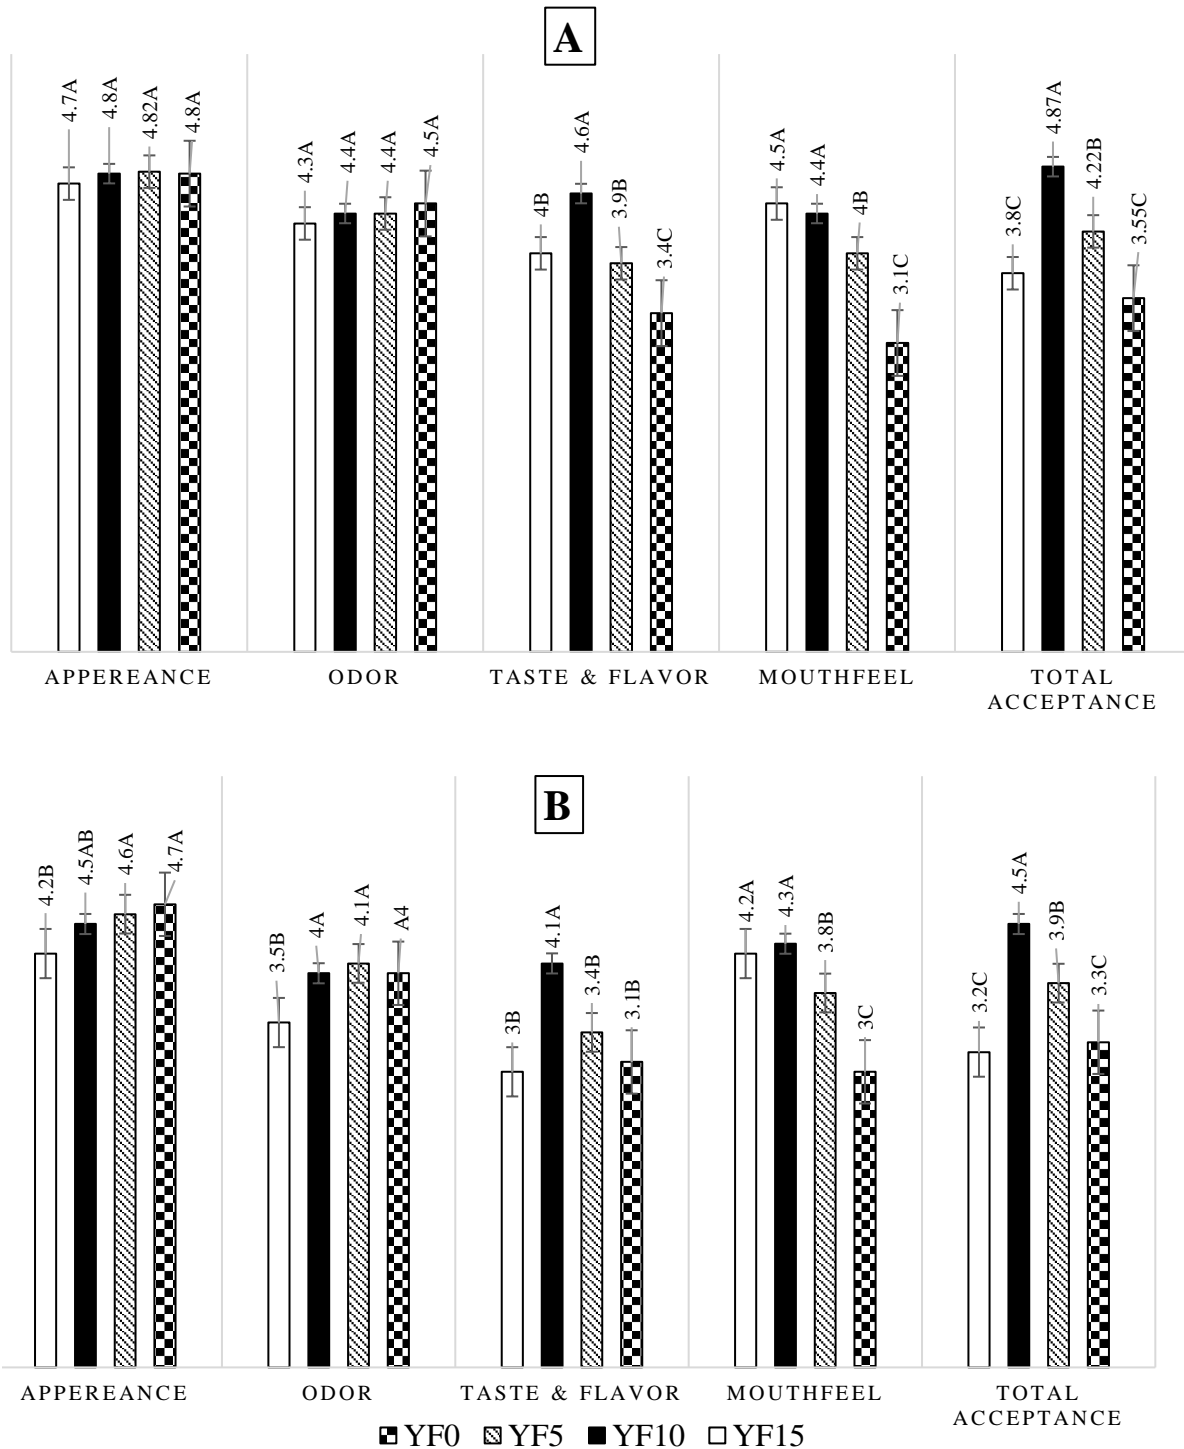 A
4.7A
4.8A
4.82A
4.8A
4.3A
4.4A
4.4A
4.5A
4B
4.6A
3.9B
3.4C
4.5A
4.4A
4B
3.1C
3.8C
4.87A
4.22B
3.55C
APPEREANCE
ODOR
TASTE & FLAVOR
MOUTHFEEL
TOTAL
ACCEPTANCE
B
4.2B
4.5AB
4.6A
4.7A
3.5B
4A
4.1A
A4
3B
4.1A
3.4B
3.1B
4.2A
4.3A
3.8B
3C
3.2C
4.5A
3.9B
3.3C
APPEREANCE
ODOR
TASTE & FLAVOR
MOUTHFEEL
TOTAL
ACCEPTANCE
YF0 YF5 YF10 YF15